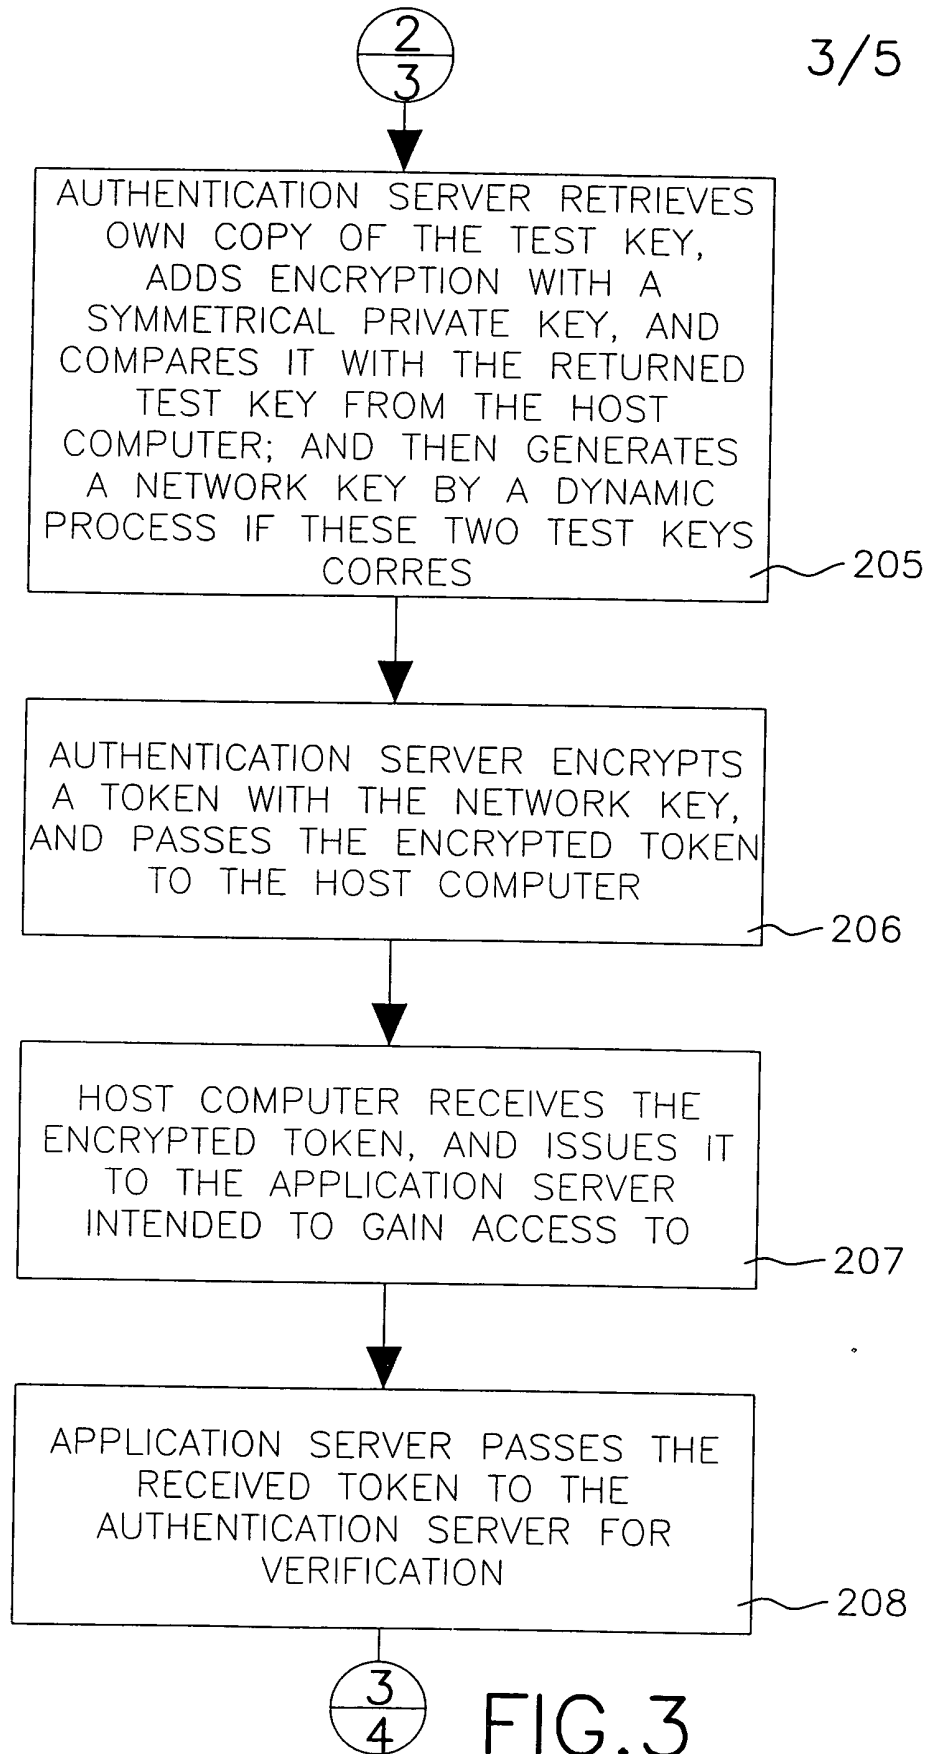 2
3
3/5
AUTHENTICATION SERVER RETRIEVES
OWN COPY OF THE TEST KEY,
ADDS ENCRYPTION WITH A
SYMMETRICAL PRIVATE KEY, AND
COMPARES IT WITH THE RETURNED
TEST KEY FROM THE HOST
COMPUTER; AND THEN GENERATES
A NETWORK KEY BY A DYNAMIC
PROCESS IF THESE TWO TEST KEYS
CORRES
205
AUTHENTICATION SERVER ENCRYPTS
A TOKEN WITH THE NETWORK KEY,
AND PASSES THE ENCRYPTED TOKEN
TO THE HOST COMPUTER
206
HOST COMPUTER RECEIVES THE
ENCRYPTED TOKEN, AND ISSUES IT
TO THE APPLICATION SERVER
INTENDED TO GAIN ACCESS TO
207
APPLICATION SERVER PASSES THE
RECEIVED TOKEN TO THE
AUTHENTICATION SERVER FOR
VERIFICATION
208
3
4
FIG.3